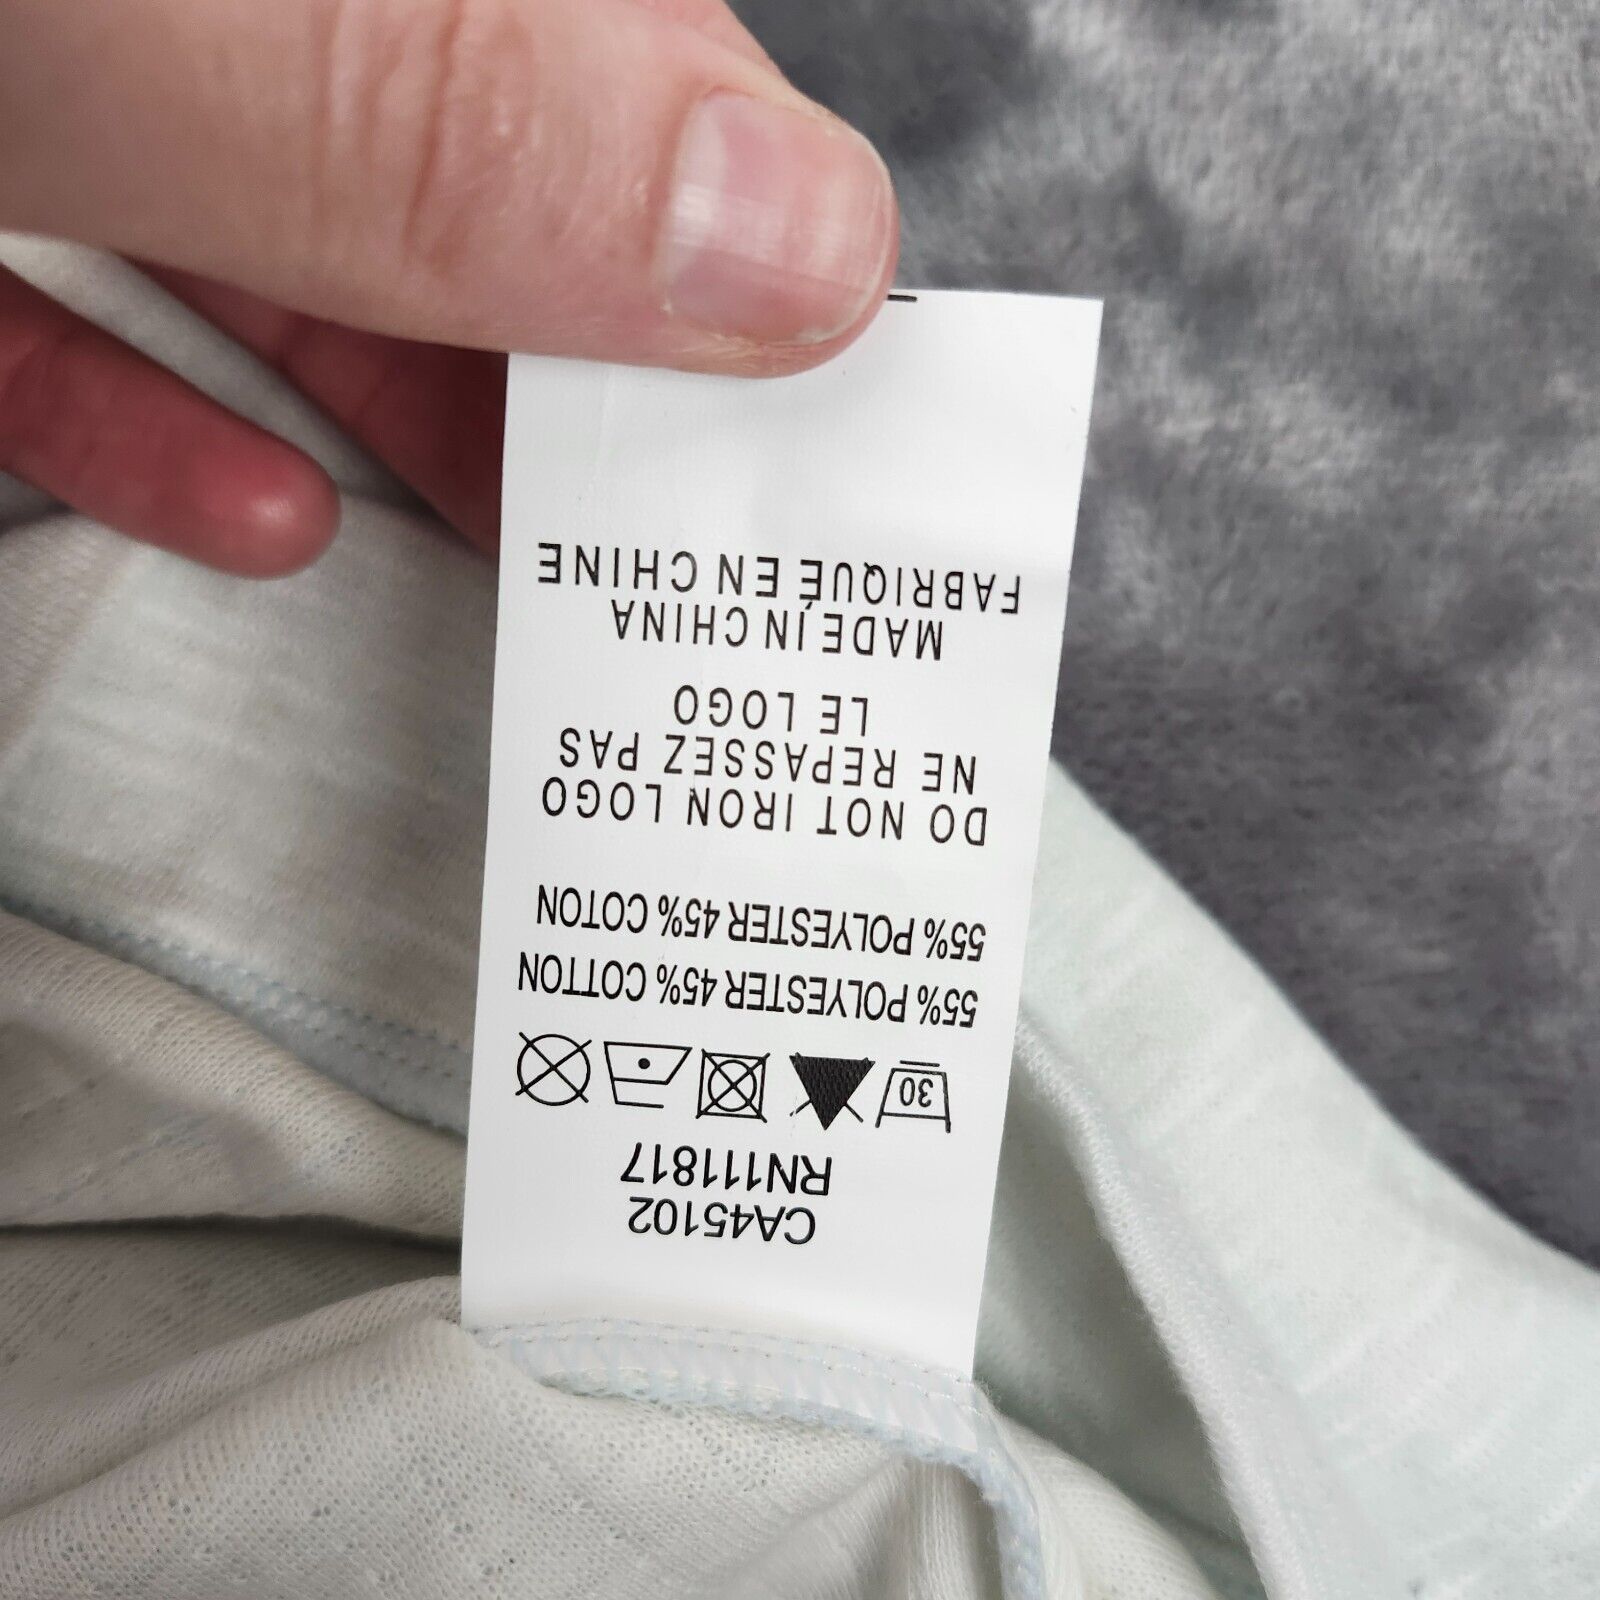 CA45102
RN111817
30
55% POLYESTER 45% COTTON
55% POLYESTER 45% COTON
DO NOT IRON LOGO
NE REPASSEZ PAS
LE LOGO
MADE IN CHINA
FABRIQUÉ EN CHINE